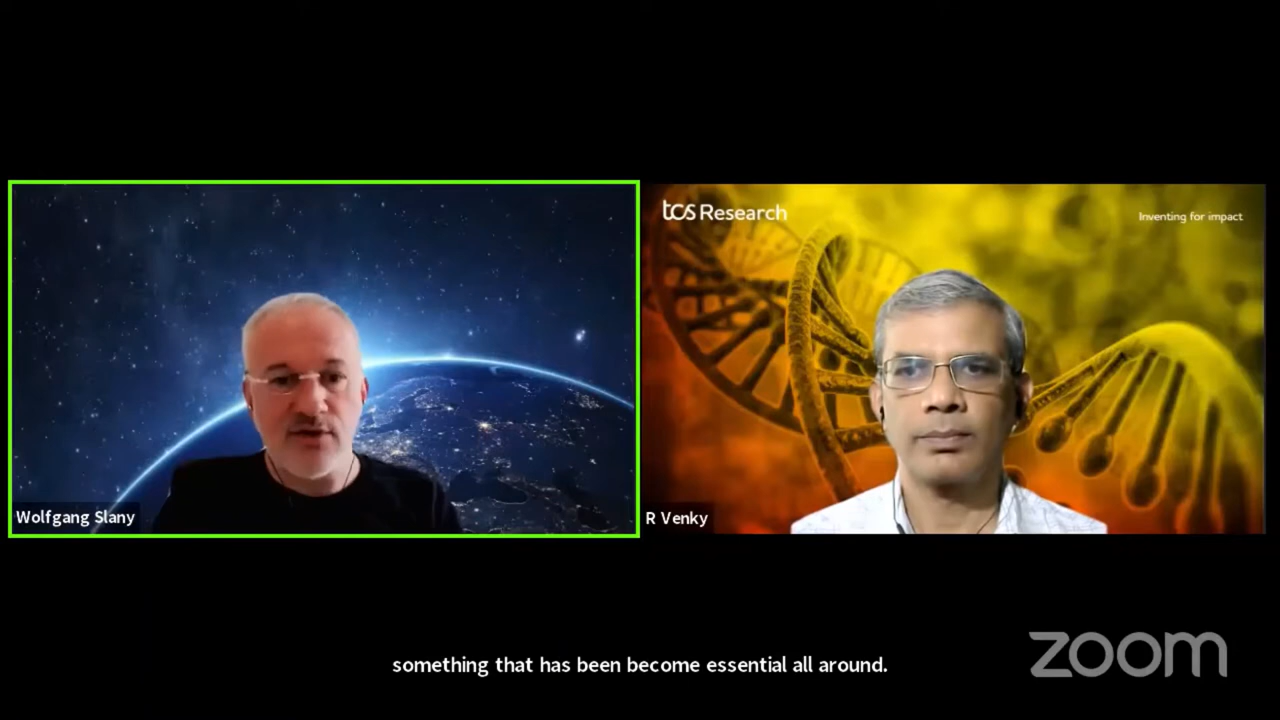 tcs Research
Inventing for impact
Wolfgang Slany
R Venky
something that has been become essential all around.
zoom